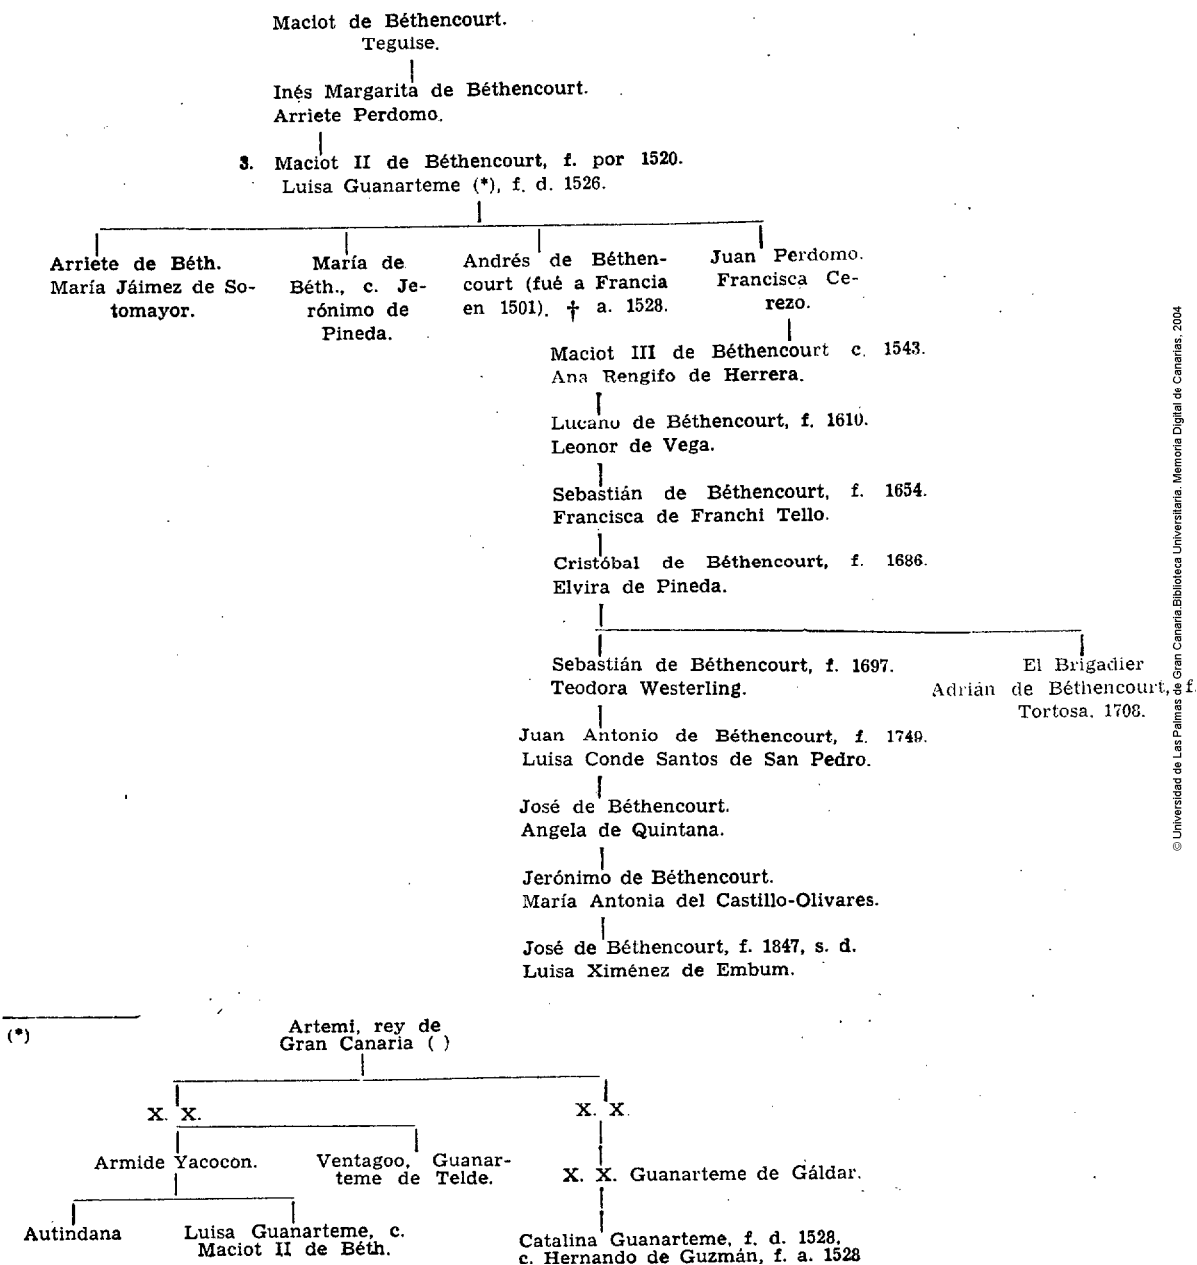 Maciot de Béthencourt.
Teguise.
Inés Margarita de Béthencourt.
Arriete Perdomo.
3. Maciot II de Béthencourt, f. por 1520.
Luisa Guanarteme (*), f. d. 1526.
Arriete de Béth.
María Jáimez de So-
tomayor.
María de
Béth., c. Je-
rónimo de
Pineda.
Andrés de Béthen-
court (fué a Francia
en 1501). † a. 1528.
Juan Perdomo.
Francisca Ce-
rezo.
Maciot III de Béthencourt c. 1543.
Ana Rengifo de Herrera.
Lucano de Béthencourt, f. 1610.
Leonor de Vega.
Sebastián de Béthencourt, f. 1654.
Francisca de Franchi Tello.
Cristóbal de Béthencourt, f. 1686.
Elvira de Pineda.
Sebastián de Béthencourt, f. 1697.
Teodora Westerling.
El Brigadier
Adrián de Béthencourt, f.
Tortosa. 1708.
Juan Antonio de Béthencourt, f. 1749.
Luisa Conde Santos de San Pedro.
José de Béthencourt.
Angela de Quintana.
Jerónimo de Béthencourt.
María Antonia del Castillo-Olivares.
José de Béthencourt, f. 1847, s. d.
Luisa Ximénez de Embum.
(*)
Artemi, rey de
Gran Canaria ( )
X. X.
X. X.
Armide Yacocon.
Ventagoo, Guanar-
teme de Telde.
X. X. Guanarteme de Gáldar.
Autindana
Luisa Guanarteme, c.
Maciot II de Béth.
Catalina Guanarteme, f. d. 1528,
c. Hernando de Guzmán, f. a. 1528
© Universidad de Las Palmas de Gran Canaria.Biblioteca Universitaria. Memoria Digital de Canarias, 2004